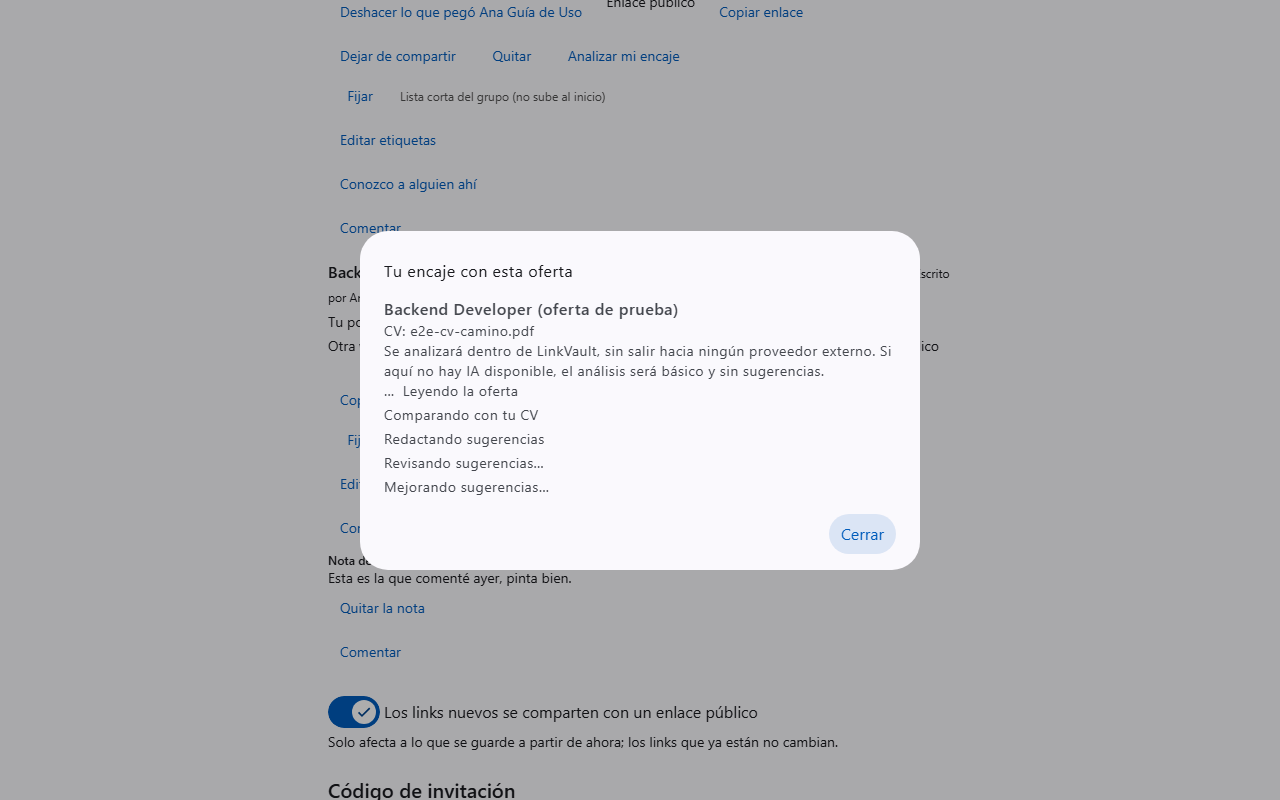 Deshacer lo que pegó Ana Guía de Uso Enlace público Copiar enlace
Dejar de compartir Quitar Analizar mi encaje
Fijar Lista corta del grupo (no sube al inicio)
Editar etiquetas
Conozco a alguien ahí
Comentar
Tu encaje con esta oferta
Backend Developer (oferta de prueba)
CV: e2e-cv-camino.pdf
Se analizará dentro de LinkVault, sin salir hacia ningún proveedor externo. Si
aquí no hay IA disponible, el análisis será básico y sin sugerencias.
... Leyendo la oferta
Comparando con tu CV
Redactando sugerencias
Revisando sugerencias...
Mejorando sugerencias...
Cerrar
por
Tu
Otra
Esta es la que comenté ayer, pinta bien.
Quitar la nota
Comentar
Los links nuevos se comparten con un enlace público
Solo afecta a lo que se guarde a partir de ahora; los links que ya están no cambian.
Código de invitación